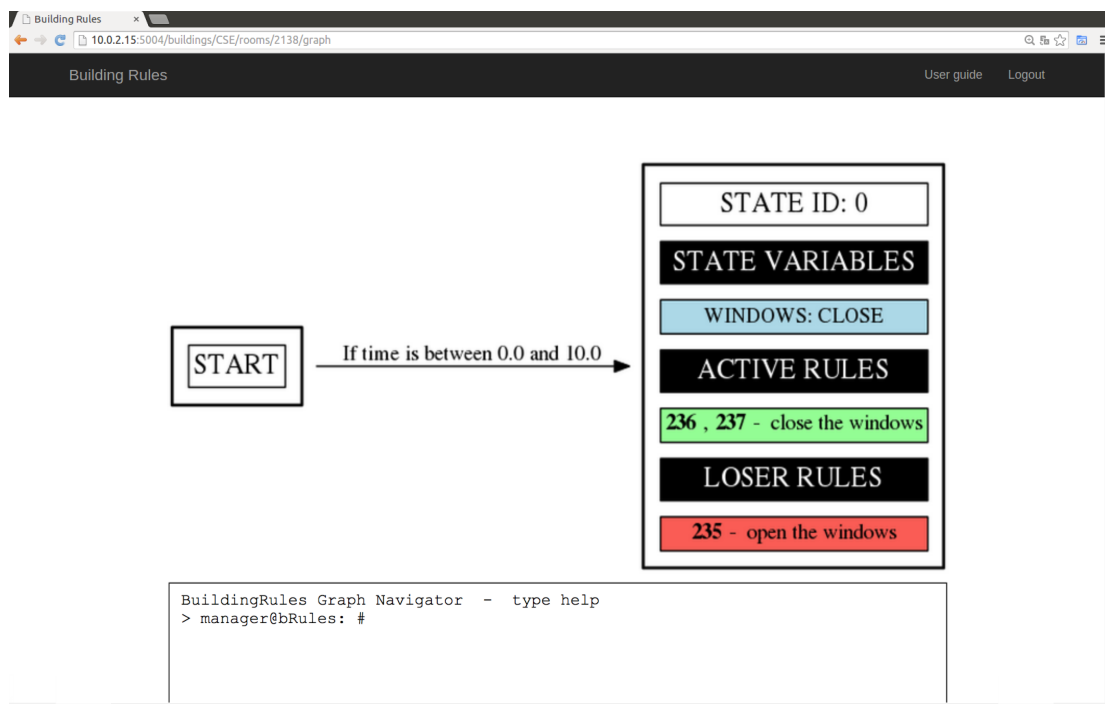 Building Rules ×
10.0.2.15:5004/buildings/CSE/rooms/2138/graph
Building Rules User guide Logout
START
If time is between 0.0 and 10.0
STATE ID: 0
STATE VARIABLES
WINDOWS: CLOSE
ACTIVE RULES
236 , 237 - close the windows
LOSER RULES
235 - open the windows
BuildingRules Graph Navigator - type help
> manager@bRules: #